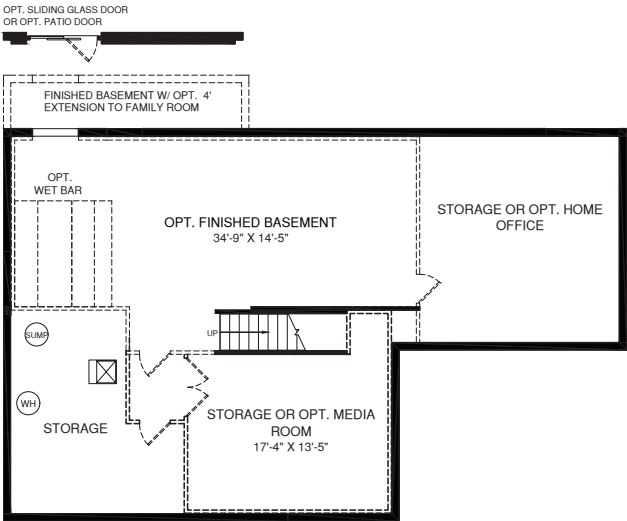 OPT. SLIDING GLASS DOOR
OR OPT. PATIO DOOR
FINISHED BASEMENT W/ OPT. 4'
EXTENSION TO FAMILY ROOM
OPT.
WET BAR
OPT. FINISHED BASEMENT
34'-9" X 14'-5"
STORAGE OR OPT. HOME
OFFICE
UP
SUMP
WH
STORAGE
STORAGE OR OPT. MEDIA
ROOM
17'-4" X 13'-5"